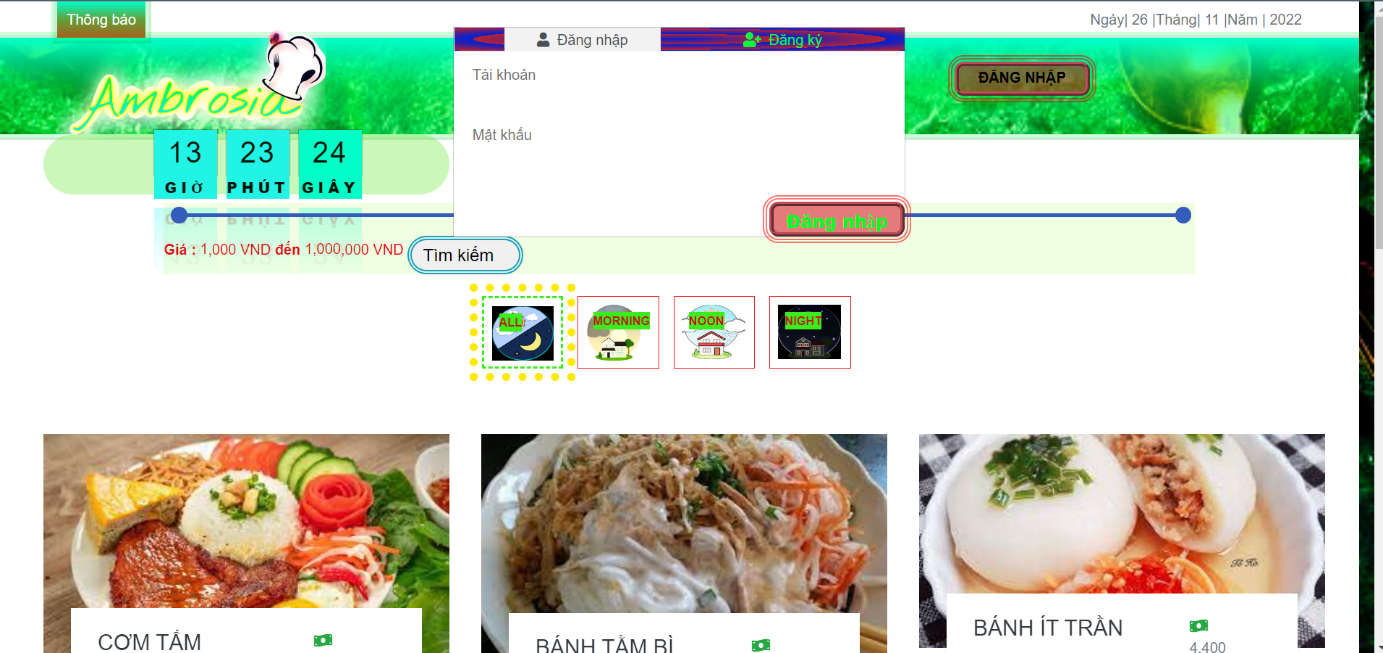 Thông báo
Ngày| 26 |Tháng| 11 |Năm | 2022
Đăng nhập
Đăng ký
Tài khoản
ĐĂNG NHẬP
Ambrosia
Mật khẩu
13 23 24
GIỜ PHÚT GIÂY
Đăng nhập
Giá : 1,000 VND đến 1,000,000 VND
Tìm kiếm
ALL
MORNING
NOON
NIGHT
CƠM TẤM
BÁNH TẰM BÌ
BÁNH ÍT TRẦN
4,400